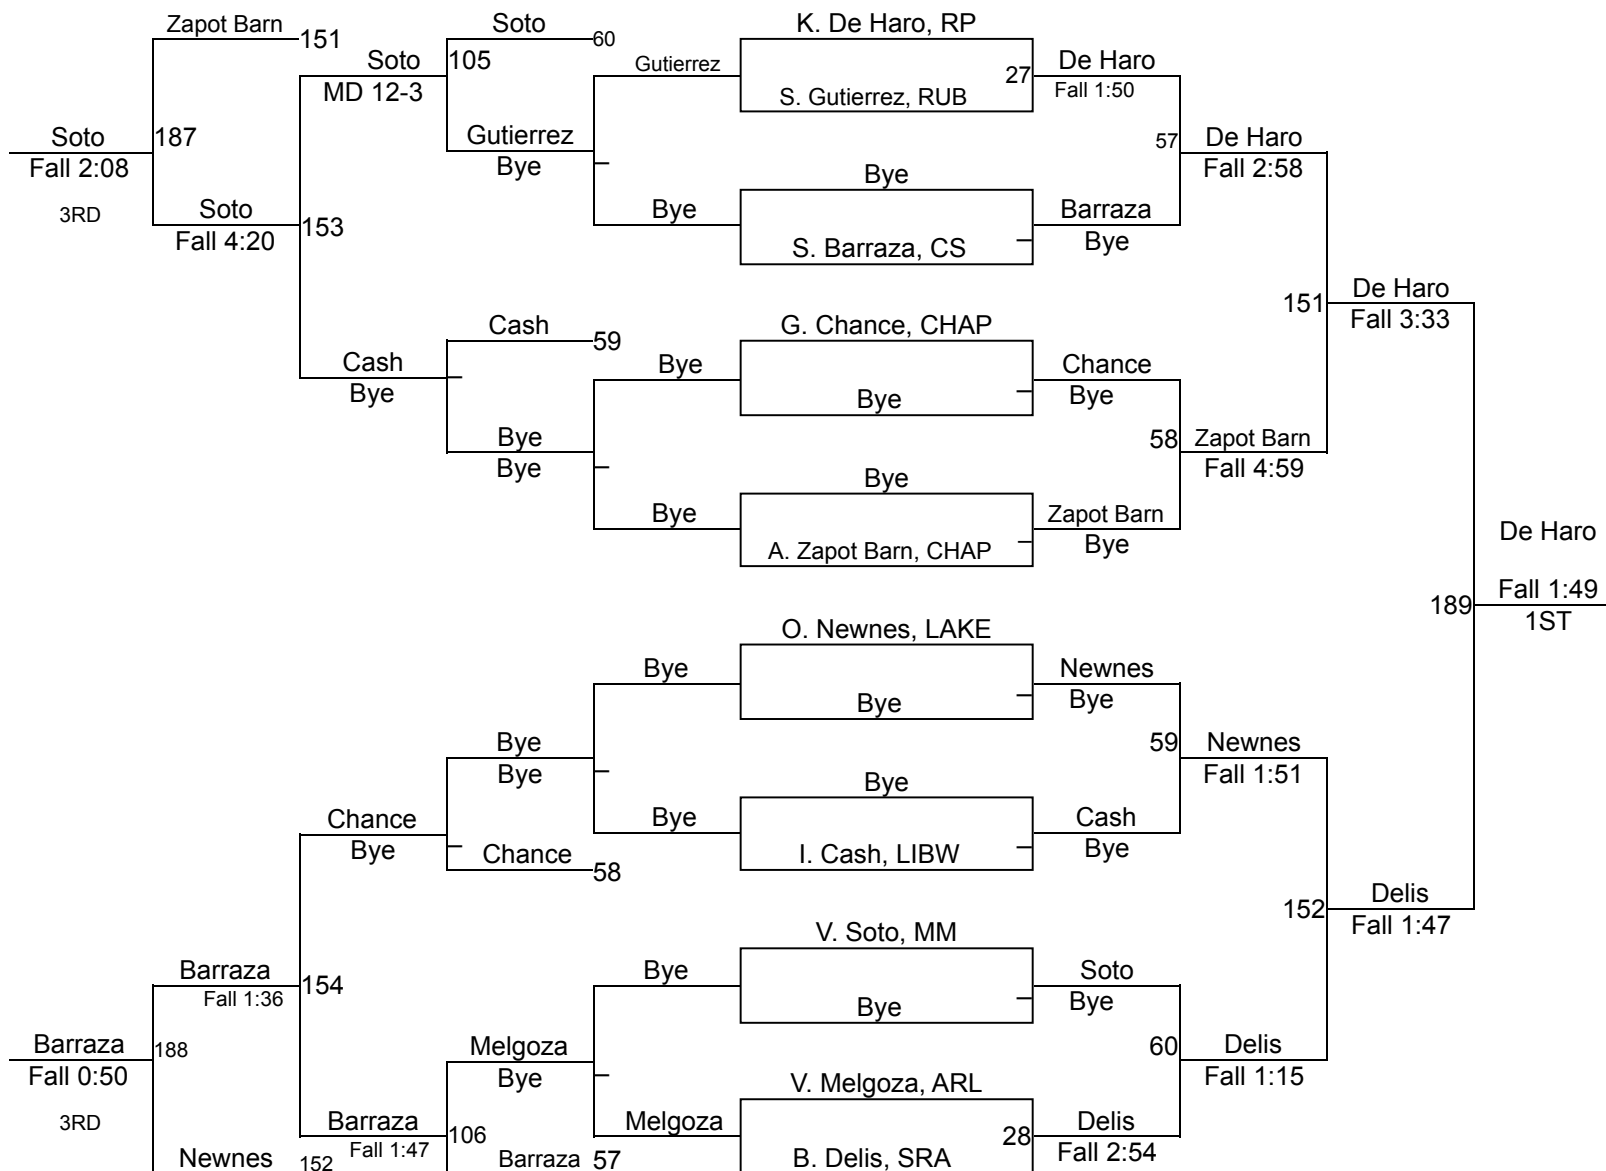 Zapot Barn 151 Soto 60 K. De Haro, RP
Soto 105 Gutierrez 27 De Haro
MD 12-3 S. Gutierrez, RUB Fall 1:50
Soto 187 Gutierrez 57 De Haro
Fall 2:08 Bye Fall 2:58
Bye
3RD Soto Bye Barraza
Fall 4:20 153 S. Barraza, CS Bye
151 De Haro
Fall 3:33
Cash 59 G. Chance, CHAP
Cash Bye Chance
Bye Bye Bye
Bye 58 Zapot Barn
Bye Fall 4:59
Bye
Bye Zapot Barn
A. Zapot Barn, CHAP Bye
De Haro
189 Fall 1:49
1ST
O. Newnes, LAKE
Bye Newnes
Bye Bye
Bye 59 Newnes
Bye Fall 1:51
Bye
Chance Bye Cash
Bye Chance 58 I. Cash, LIBW Bye
152 Delis
Fall 1:47
V. Soto, MM
Barraza 154 Bye Soto
Fall 1:36 Bye Bye
Barraza 188 Melgoza 60 Delis
Fall 0:50 Bye Fall 1:15
V. Melgoza, ARL
3RD Barraza 106 Melgoza 28 Delis
Newnes 152 Fall 1:47 Barraza 57 B. Delis, SRA Fall 2:54